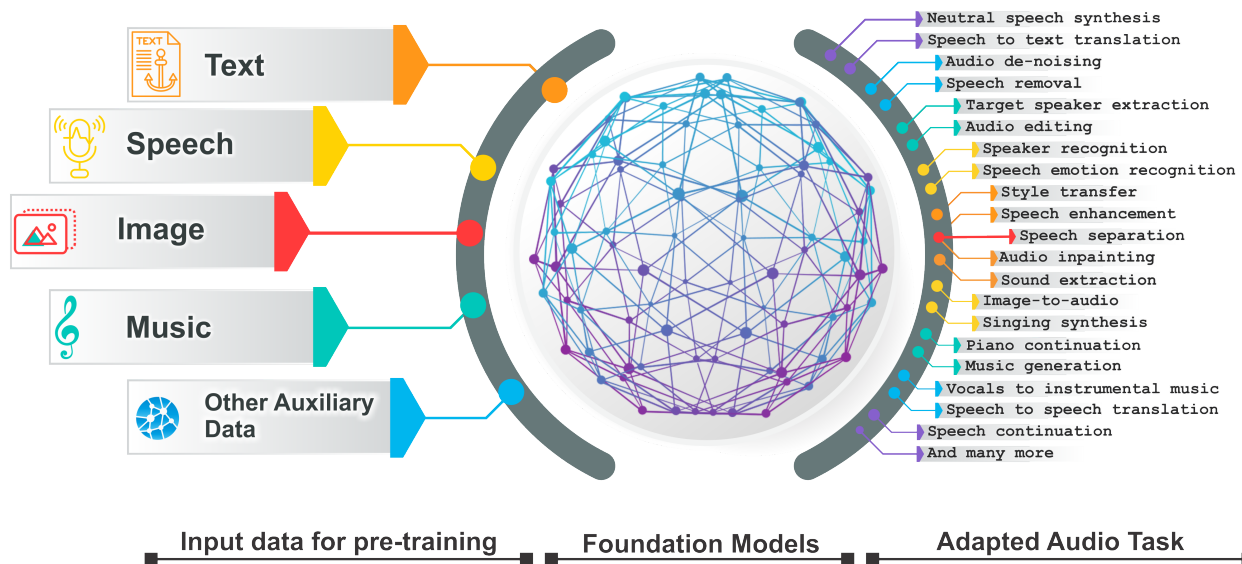 TEXT
Text
Speech
Image
Music
Other Auxiliary
Data
Neutral speech synthesis
Speech to text translation
Audio de-noising
Speech removal
Target speaker extraction
Audio editing
Speaker recognition
Speech emotion recognition
Style transfer
Speech enhancement
Speech separation
Audio inpainting
Sound extraction
Image-to-audio
Singing synthesis
Piano continuation
Music generation
Vocals to instrumental music
Speech to speech translation
Speech continuation
And many more
Input data for pre-training
Foundation Models
Adapted Audio Task